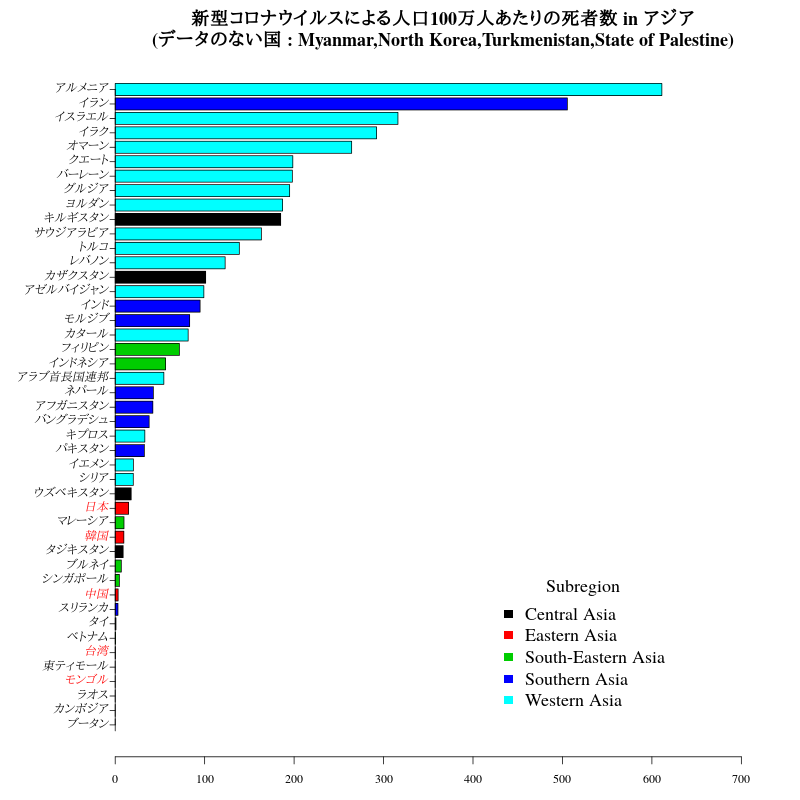 新型コロナウイルスによる人口100万人あたりの死者数 in アジア
(データのない国 : Myanmar,North Korea,Turkmenistan,State of Palestine)
アルメニア
イラン
イスラエル
イラク
オマーン
クエート
バーレーン
グルジア
ヨルダン
キルギスタン
サウジアラビア
トルコ
レバノン
カザクスタン
アゼルバイジャン
インド
モルジブ
カタール
フィリピン
インドネシア
アラブ首長国連邦
ネパール
アフガニスタン
バングラデシュ
キプロス
パキスタン
イエメン
シリア
ウズベキスタン
日本
マレーシア
韓国
タジキスタン
ブルネイ
シンガポール
中国
スリランカ
タイ
ベトナム
台湾
東ティモール
モンゴル
ラオス
カンボジア
ブータン
Subregion
Central Asia
Eastern Asia
South-Eastern Asia
Southern Asia
Western Asia
0 100 200 300 400 500 600 700